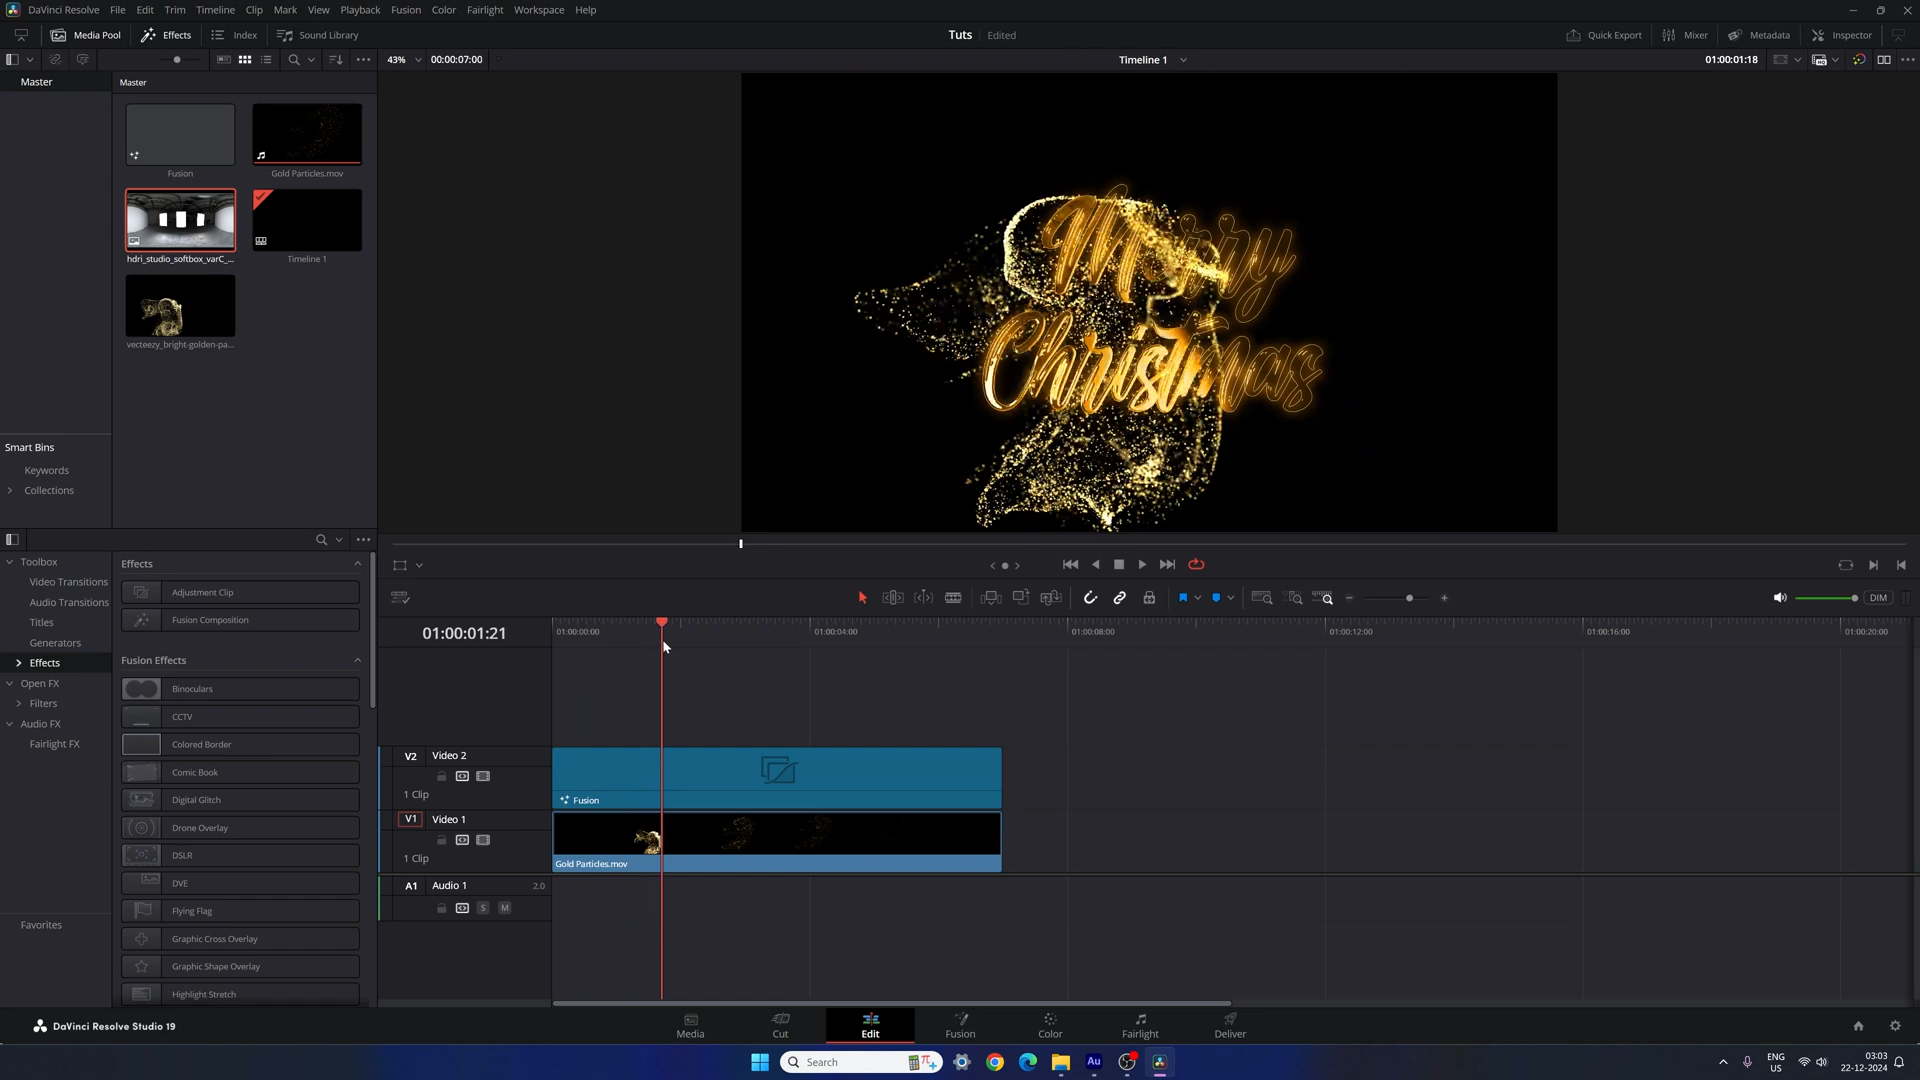 DaVinci Resolve File Edit Trim Timeline Clip Mark View Playback Fusion Color Fairlight Workspace Help
Media Pool Effects Index Sound Library Tuts Edited Quick Export Mixer Metadata Inspector
43% 00:00:07:00 Timeline 1 01:00:01:18
Master Master
Fusion Gold Particles.mov
hdri_studio_softbox_varC_... Timeline 1
vecteezy_bright-golden-pa...
Merry
Christmas
Smart Bins
Keywords
Collections
Toolbox
Video Transitions
Audio Transitions
Titles
Generators
Effects
Open FX
Filters
Audio FX
Fairlight FX
Favorites
Effects
Adjustment Clip
Fusion Composition
Fusion Effects
Binoculars
CCTV
Colored Border
Comic Book
Digital Glitch
Drone Overlay
DSLR
DVE
Flying Flag
Graphic Cross Overlay
Graphic Shape Overlay
Highlight Stretch
DIM
01:00:01:21 01:00:00:00 01:00:04:00 01:00:08:00 01:00:12:00 01:00:16:00 01:00:20:00
V2 Video 2
1 Clip
Fusion
V1 Video 1
1 Clip
Gold Particles.mov
A1 Audio 1 2.0
S M
DaVinci Resolve Studio 19 Media Cut Edit Fusion Color Fairlight Deliver
Search Au ENG
US 03:03
22-12-2024